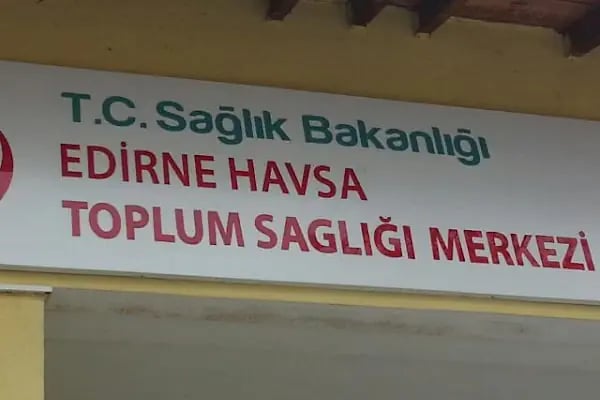 T.C. Sağlık Bakanlığı
EDİRNE HAVSA
TOPLUM SAGLIĞI MERKEZİ